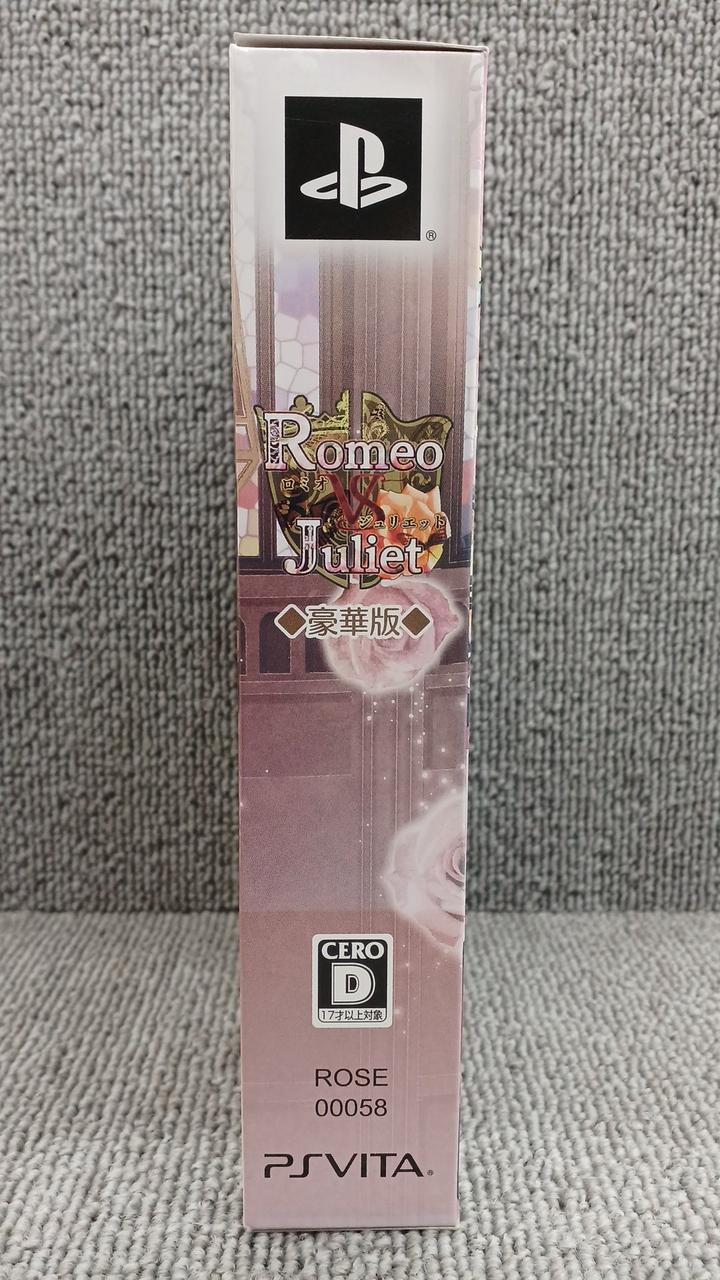 ®
Romeo
ロミオ
VS
ジュリエット
Juliet
◆豪華版◆
CERO
D
17才以上対象
ROSE
00058
PSVITA®